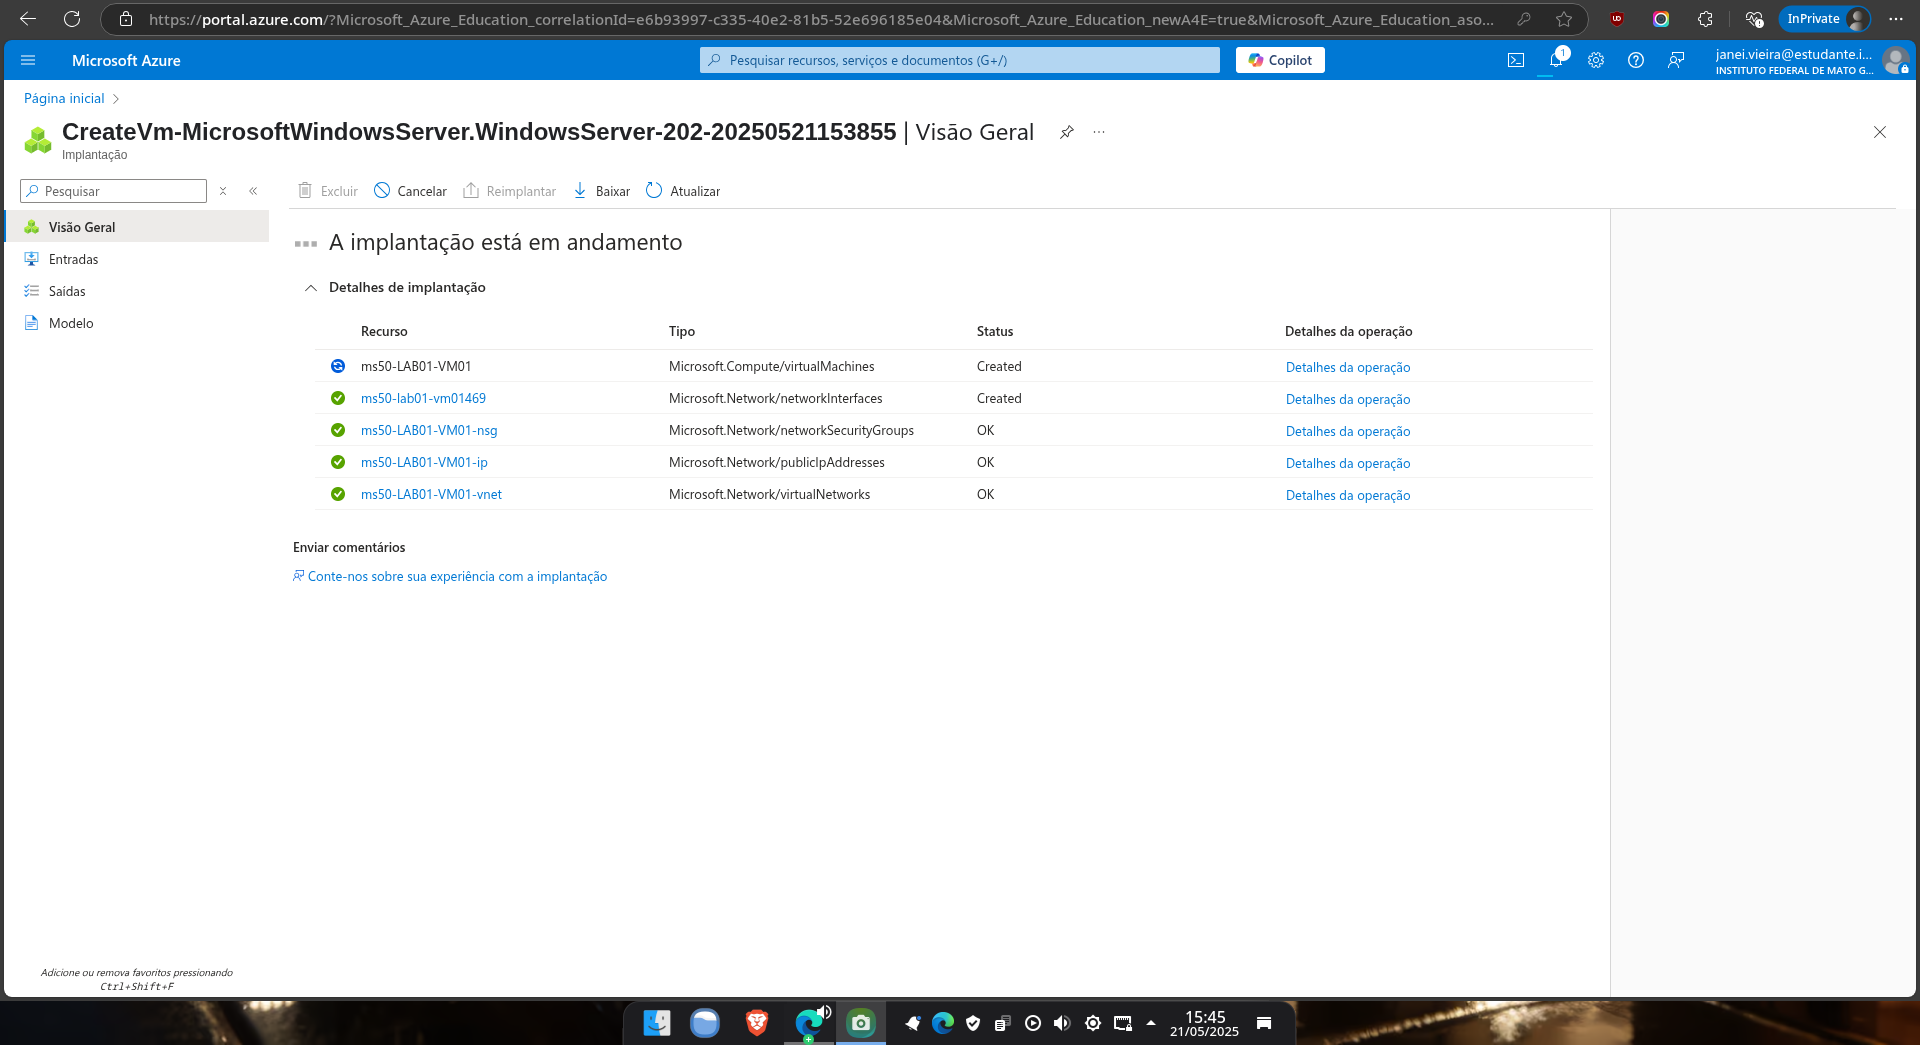 https://portal.azure.com/?Microsoft_Azure_Education_correlationId=e6b93997-c335-40e2-81b5-52e696185e04&Microsoft_Azure_Education_newA4E=true&Microsoft_Azure_Education_aso...
InPrivate
Microsoft Azure
Pesquisar recursos, serviços e documentos (G+/)
Copilot
1
janei.vieira@estudante.i...
INSTITUTO FEDERAL DE MATO G...
Página inicial
CreateVm-MicrosoftWindowsServer.WindowsServer-202-20250521153855 | Visão Geral
Implantação
Pesquisar
Excluir
Cancelar
Reimplantar
Baixar
Atualizar
Visão Geral
Entradas
Saídas
Modelo
A implantação está em andamento
Detalhes de implantação
Recurso Tipo Status Detalhes da operação
ms50-LAB01-VM01 Microsoft.Compute/virtualMachines Created Detalhes da operação
ms50-lab01-vm01469 Microsoft.Network/networkInterfaces Created Detalhes da operação
ms50-LAB01-VM01-nsg Microsoft.Network/networkSecurityGroups OK Detalhes da operação
ms50-LAB01-VM01-ip Microsoft.Network/publicIpAddresses OK Detalhes da operação
ms50-LAB01-VM01-vnet Microsoft.Network/virtualNetworks OK Detalhes da operação
Enviar comentários
Conte-nos sobre sua experiência com a implantação
Adicione ou remova favoritos pressionando
Ctrl+Shift+F
15:45
21/05/2025